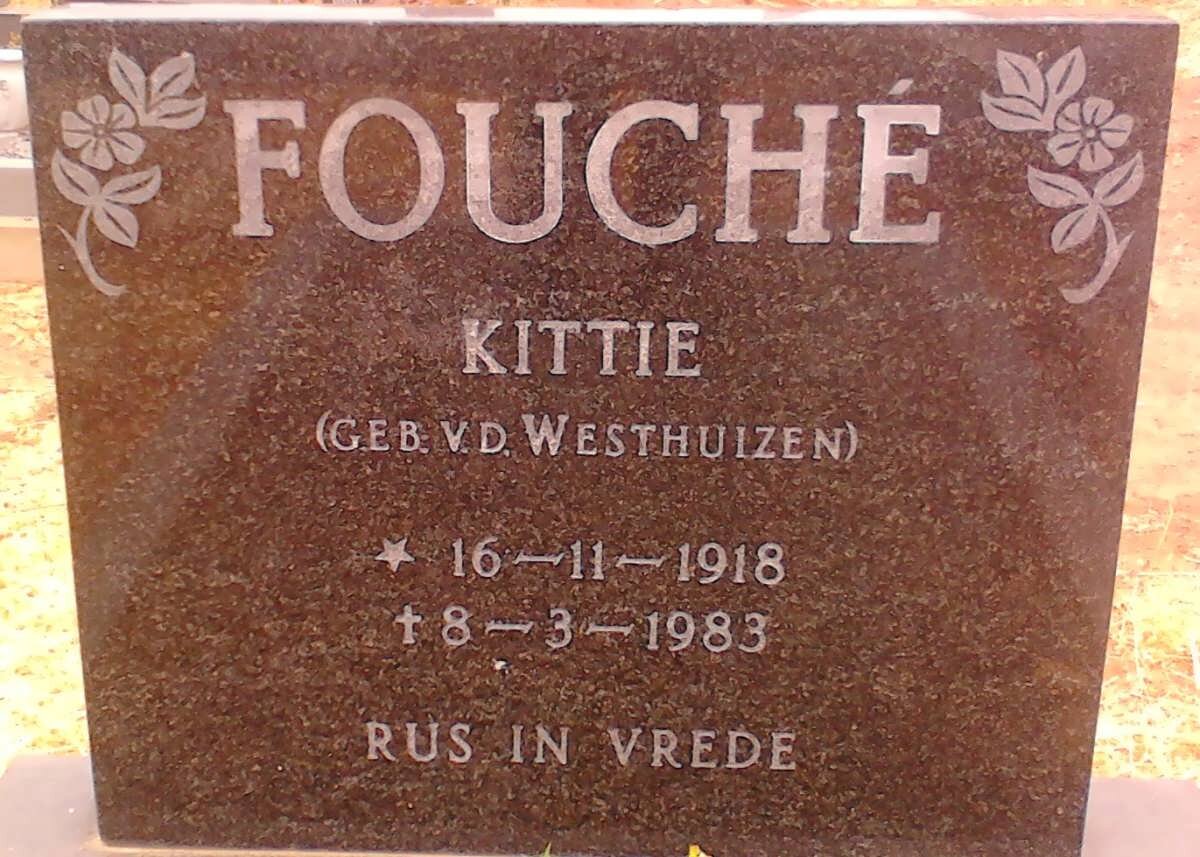 FOUCHÉ
KITTIE
(GEB. V.D. WESTHUIZEN)
★ 16–11–1918
✝ 8–3–1983
RUS IN VREDE